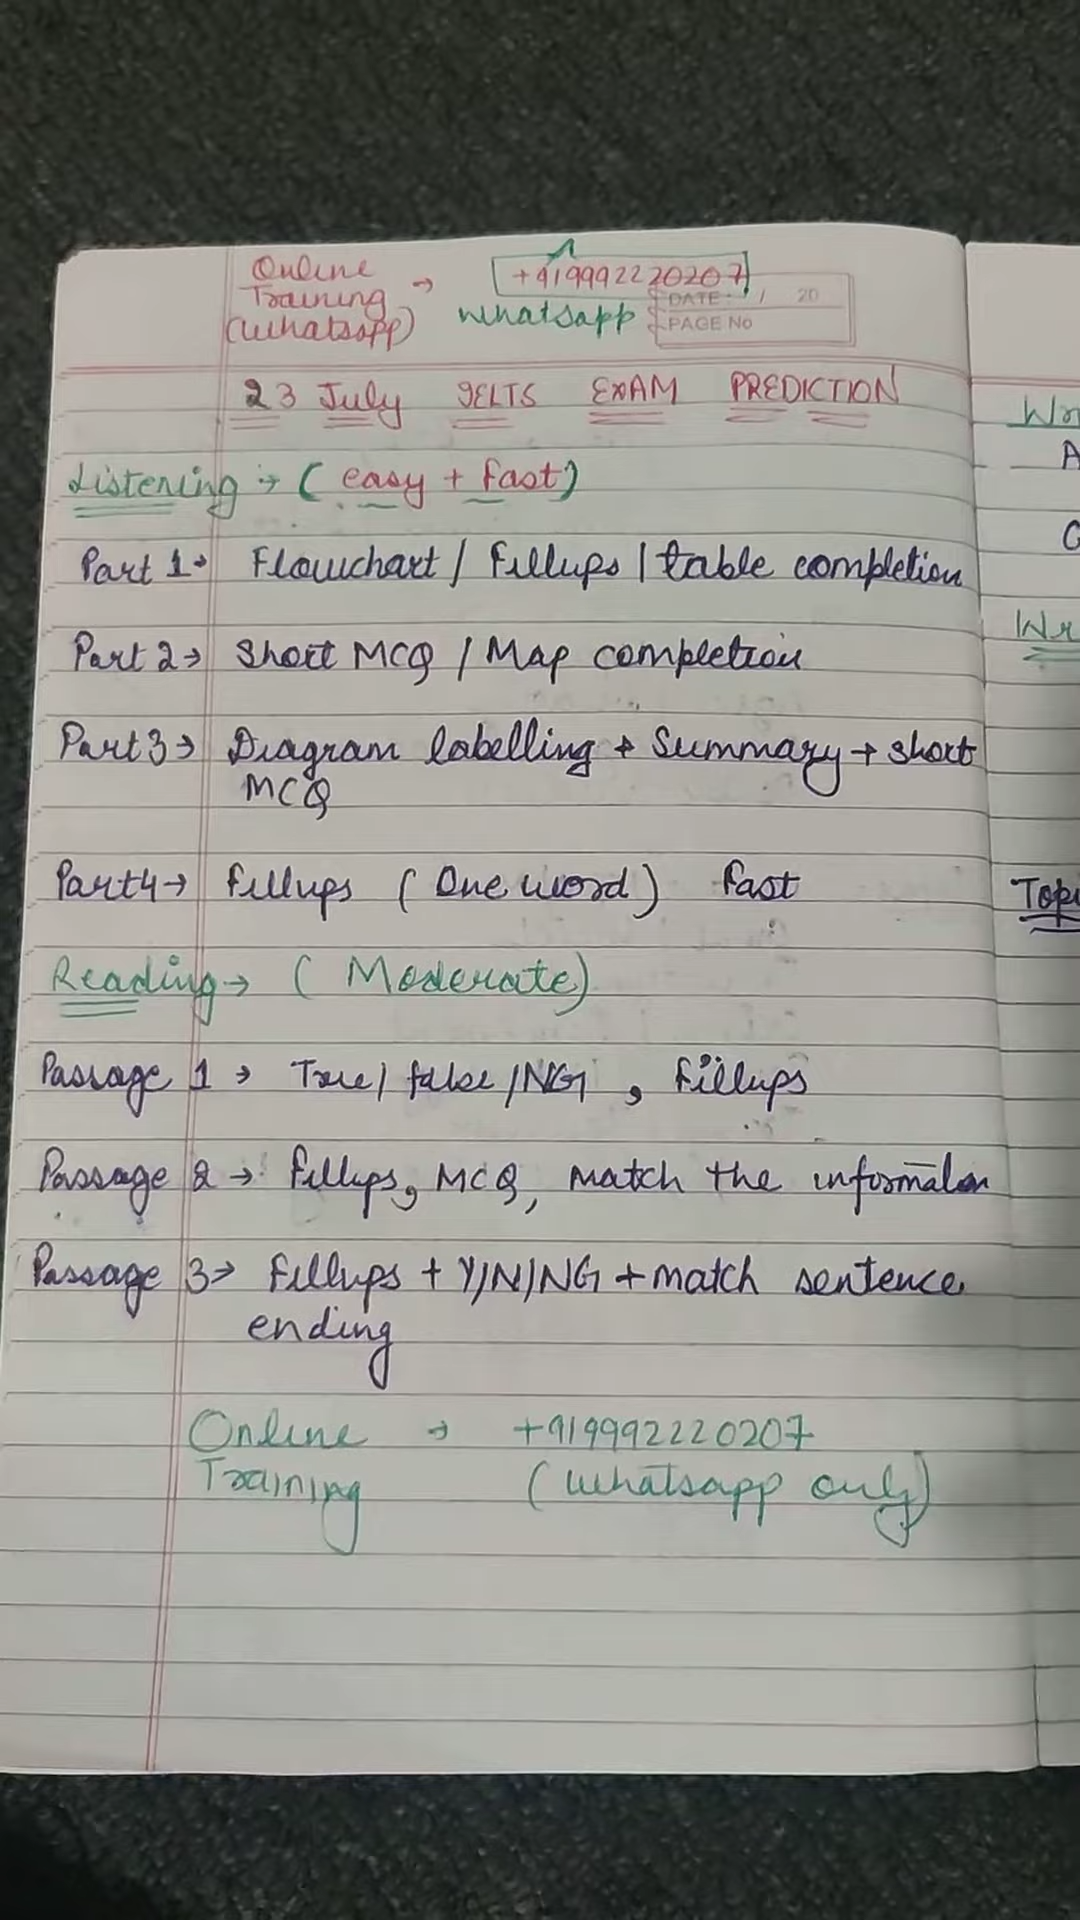 Online
Training → +919992220207
(whatsapp) whatsapp
DATE: / 20
PAGE No
23 July IELTS EXAM PREDICTION
Listening → (easy + fast)
Part 1→ Flowchart / Fillups / table completion
Part 2→ Short MCQ / Map completion
Part 3→ Diagram labelling + Summary + short
MCQ
Part 4→ fillups (One word) fast
Reading → (Moderate)
Passage 1 → True / false / NG , fillups
Passage 2 → fillups, MCQ, match the information
Passage 3→ fillups + Y/N/NG + match sentence
ending
Online → +919992220207
Training (whatsapp only)
Wr
A
Topi